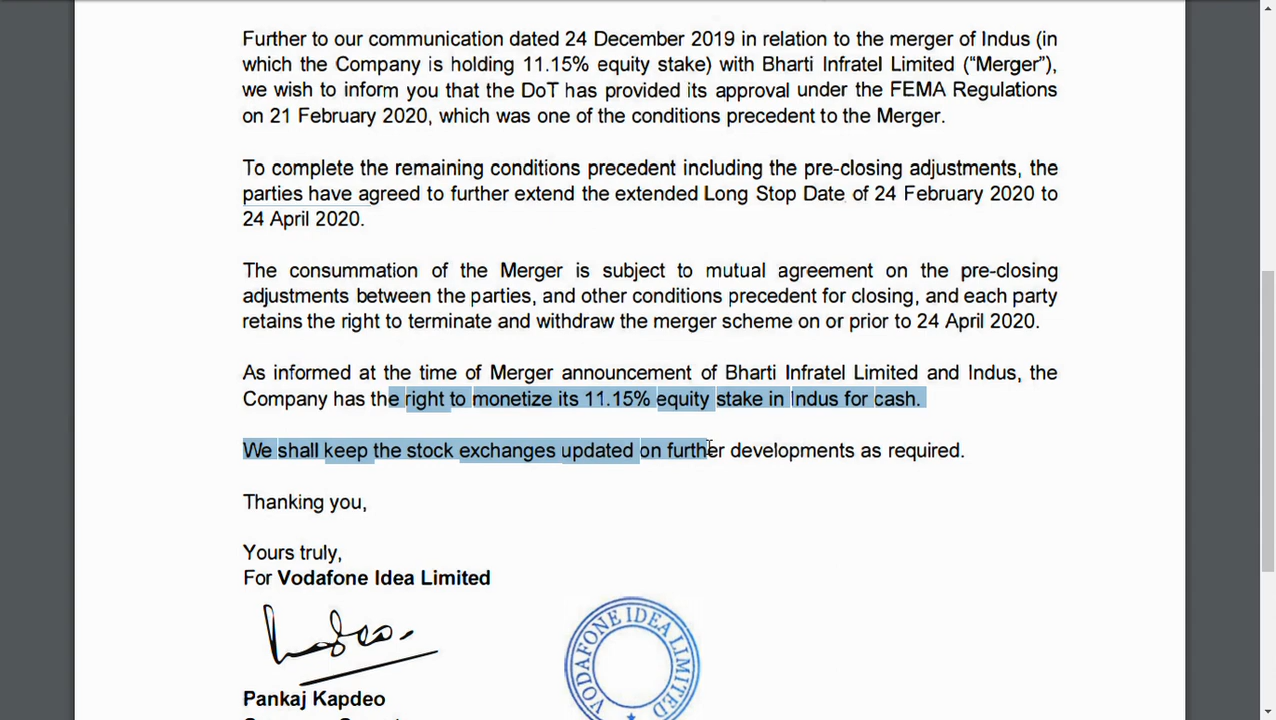 Further to our communication dated 24 December 2019 in relation to the merger of Indus (in
which the Company is holding 11.15% equity stake) with Bharti Infratel Limited (“Merger”),
we wish to inform you that the DoT has provided its approval under the FEMA Regulations
on 21 February 2020, which was one of the conditions precedent to the Merger.
To complete the remaining conditions precedent including the pre-closing adjustments, the
parties have agreed to further extend the extended Long Stop Date of 24 February 2020 to
24 April 2020.
The consummation of the Merger is subject to mutual agreement on the pre-closing
adjustments between the parties, and other conditions precedent for closing, and each party
retains the right to terminate and withdraw the merger scheme on or prior to 24 April 2020.
As informed at the time of Merger announcement of Bharti Infratel Limited and Indus, the
Company has the right to monetize its 11.15% equity stake in Indus for cash.
We shall keep the stock exchanges updated on further developments as required.
Thanking you,
Yours truly,
For Vodafone Idea Limited
VODAFONE IDEA LIMITED
Pankaj Kapdeo